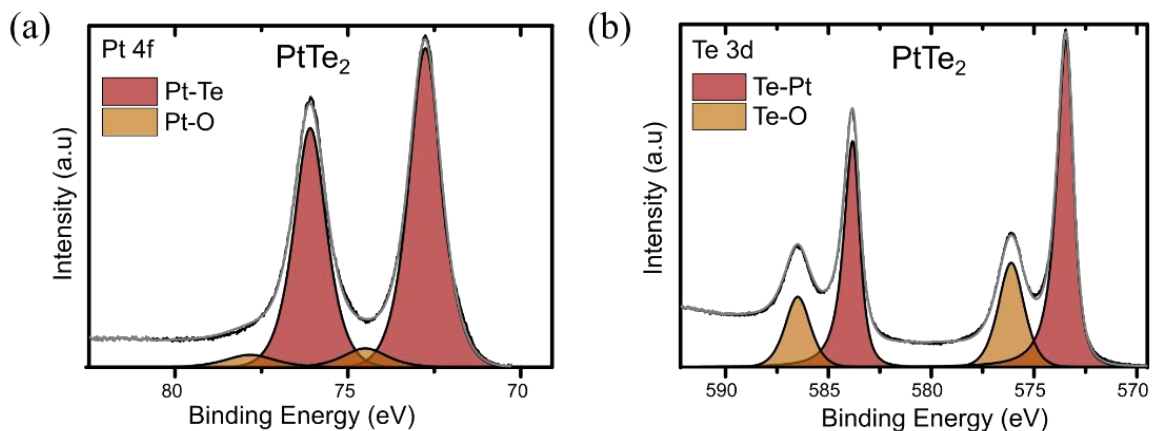 (a)
Pt 4f
PtTe₂
Pt-Te
Pt-O
Intensity (a.u)
80
75
70
Binding Energy (eV)
(b)
Te 3d
PtTe₂
Te-Pt
Te-O
Intensity (a.u)
590
585
580
575
570
Binding Energy (eV)